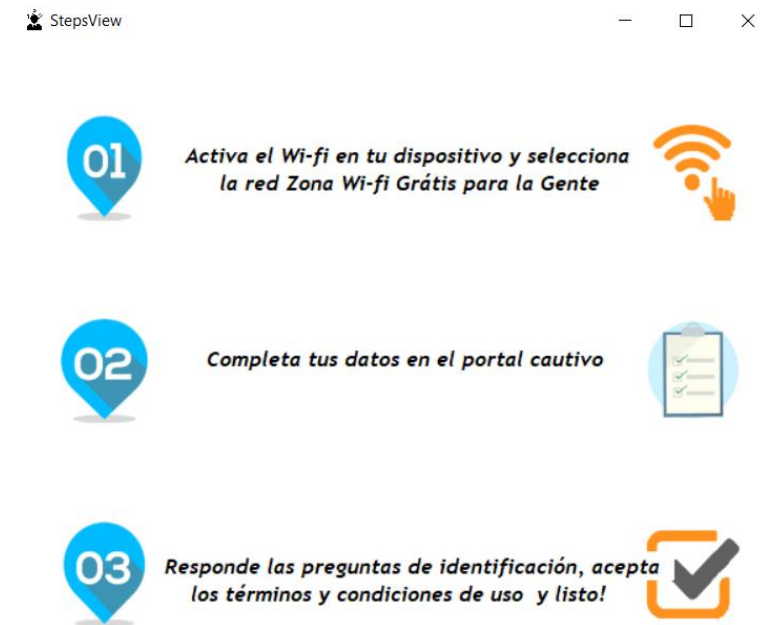 StepsView
01
Activa el Wi-fi en tu dispositivo y selecciona
la red Zona Wi-fi Grátis para la Gente
02
Completa tus datos en el portal cautivo
03
Responde las preguntas de identificación, acepta
los términos y condiciones de uso y listo!